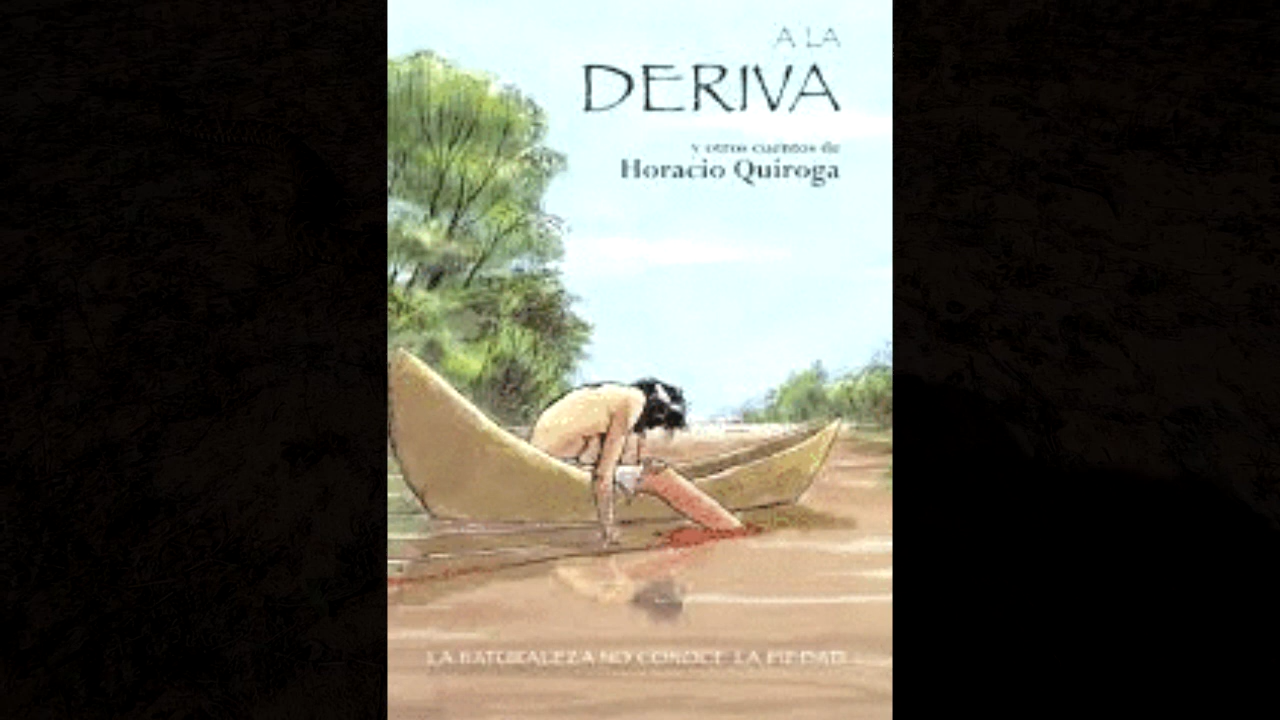 A LA
DERIVA
y otros cuentos de
Horacio Quiroga
LA NATURALEZA NO CONOCE LA PIEDAD